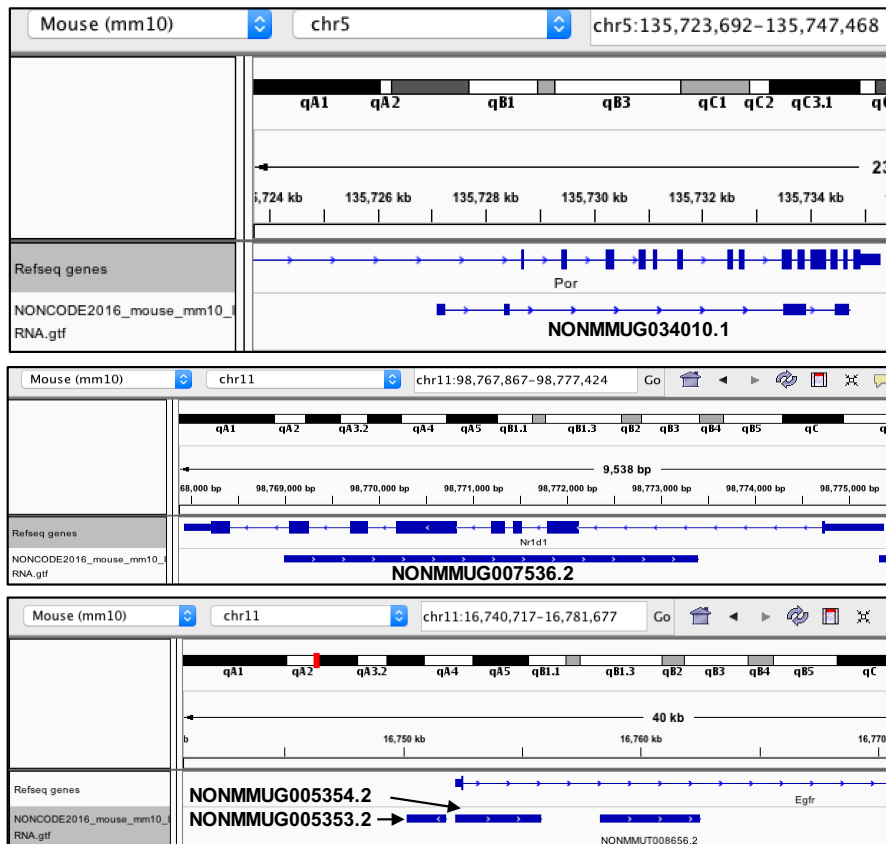 Mouse (mm10) chr5 chr5:135,723,692-135,747,468
qA1 qA2 qB1 qB3 qC1 qC2 qC3.1
5,724 kb 135,726 kb 135,728 kb 135,730 kb 135,732 kb 135,734 kb
Refseq genes
Por
NONCODE2016_mouse_mm10_l
RNA.gtf
NONMMUG034010.1
Mouse (mm10) chr11 chr11:98,767,867-98,777,424 Go
qA1 qA2 qA3.2 qA4 qA5 qB1.1 qB1.3 qB2 qB3 qB4 qB5 qC
9,538 bp
68,000 bp 98,769,000 bp 98,770,000 bp 98,771,000 bp 98,772,000 bp 98,773,000 bp 98,774,000 bp 98,775,000 bp
Refseq genes
Nr1d1
NONCODE2016_mouse_mm10_l
RNA.gtf
NONMMUG007536.2
Mouse (mm10) chr11 chr11:16,740,717-16,781,677 Go
qA1 qA2 qA3.2 qA4 qA5 qB1.1 qB1.3 qB2 qB3 qB4 qB5 qC
40 kb
b 16,750 kb 16,760 kb 16,770
Refseq genes
Egfr
NONMMUG005354.2
NONCODE2016_mouse_mm10_l
RNA.gtf
NONMMUG005353.2
NONMMUT008656.2